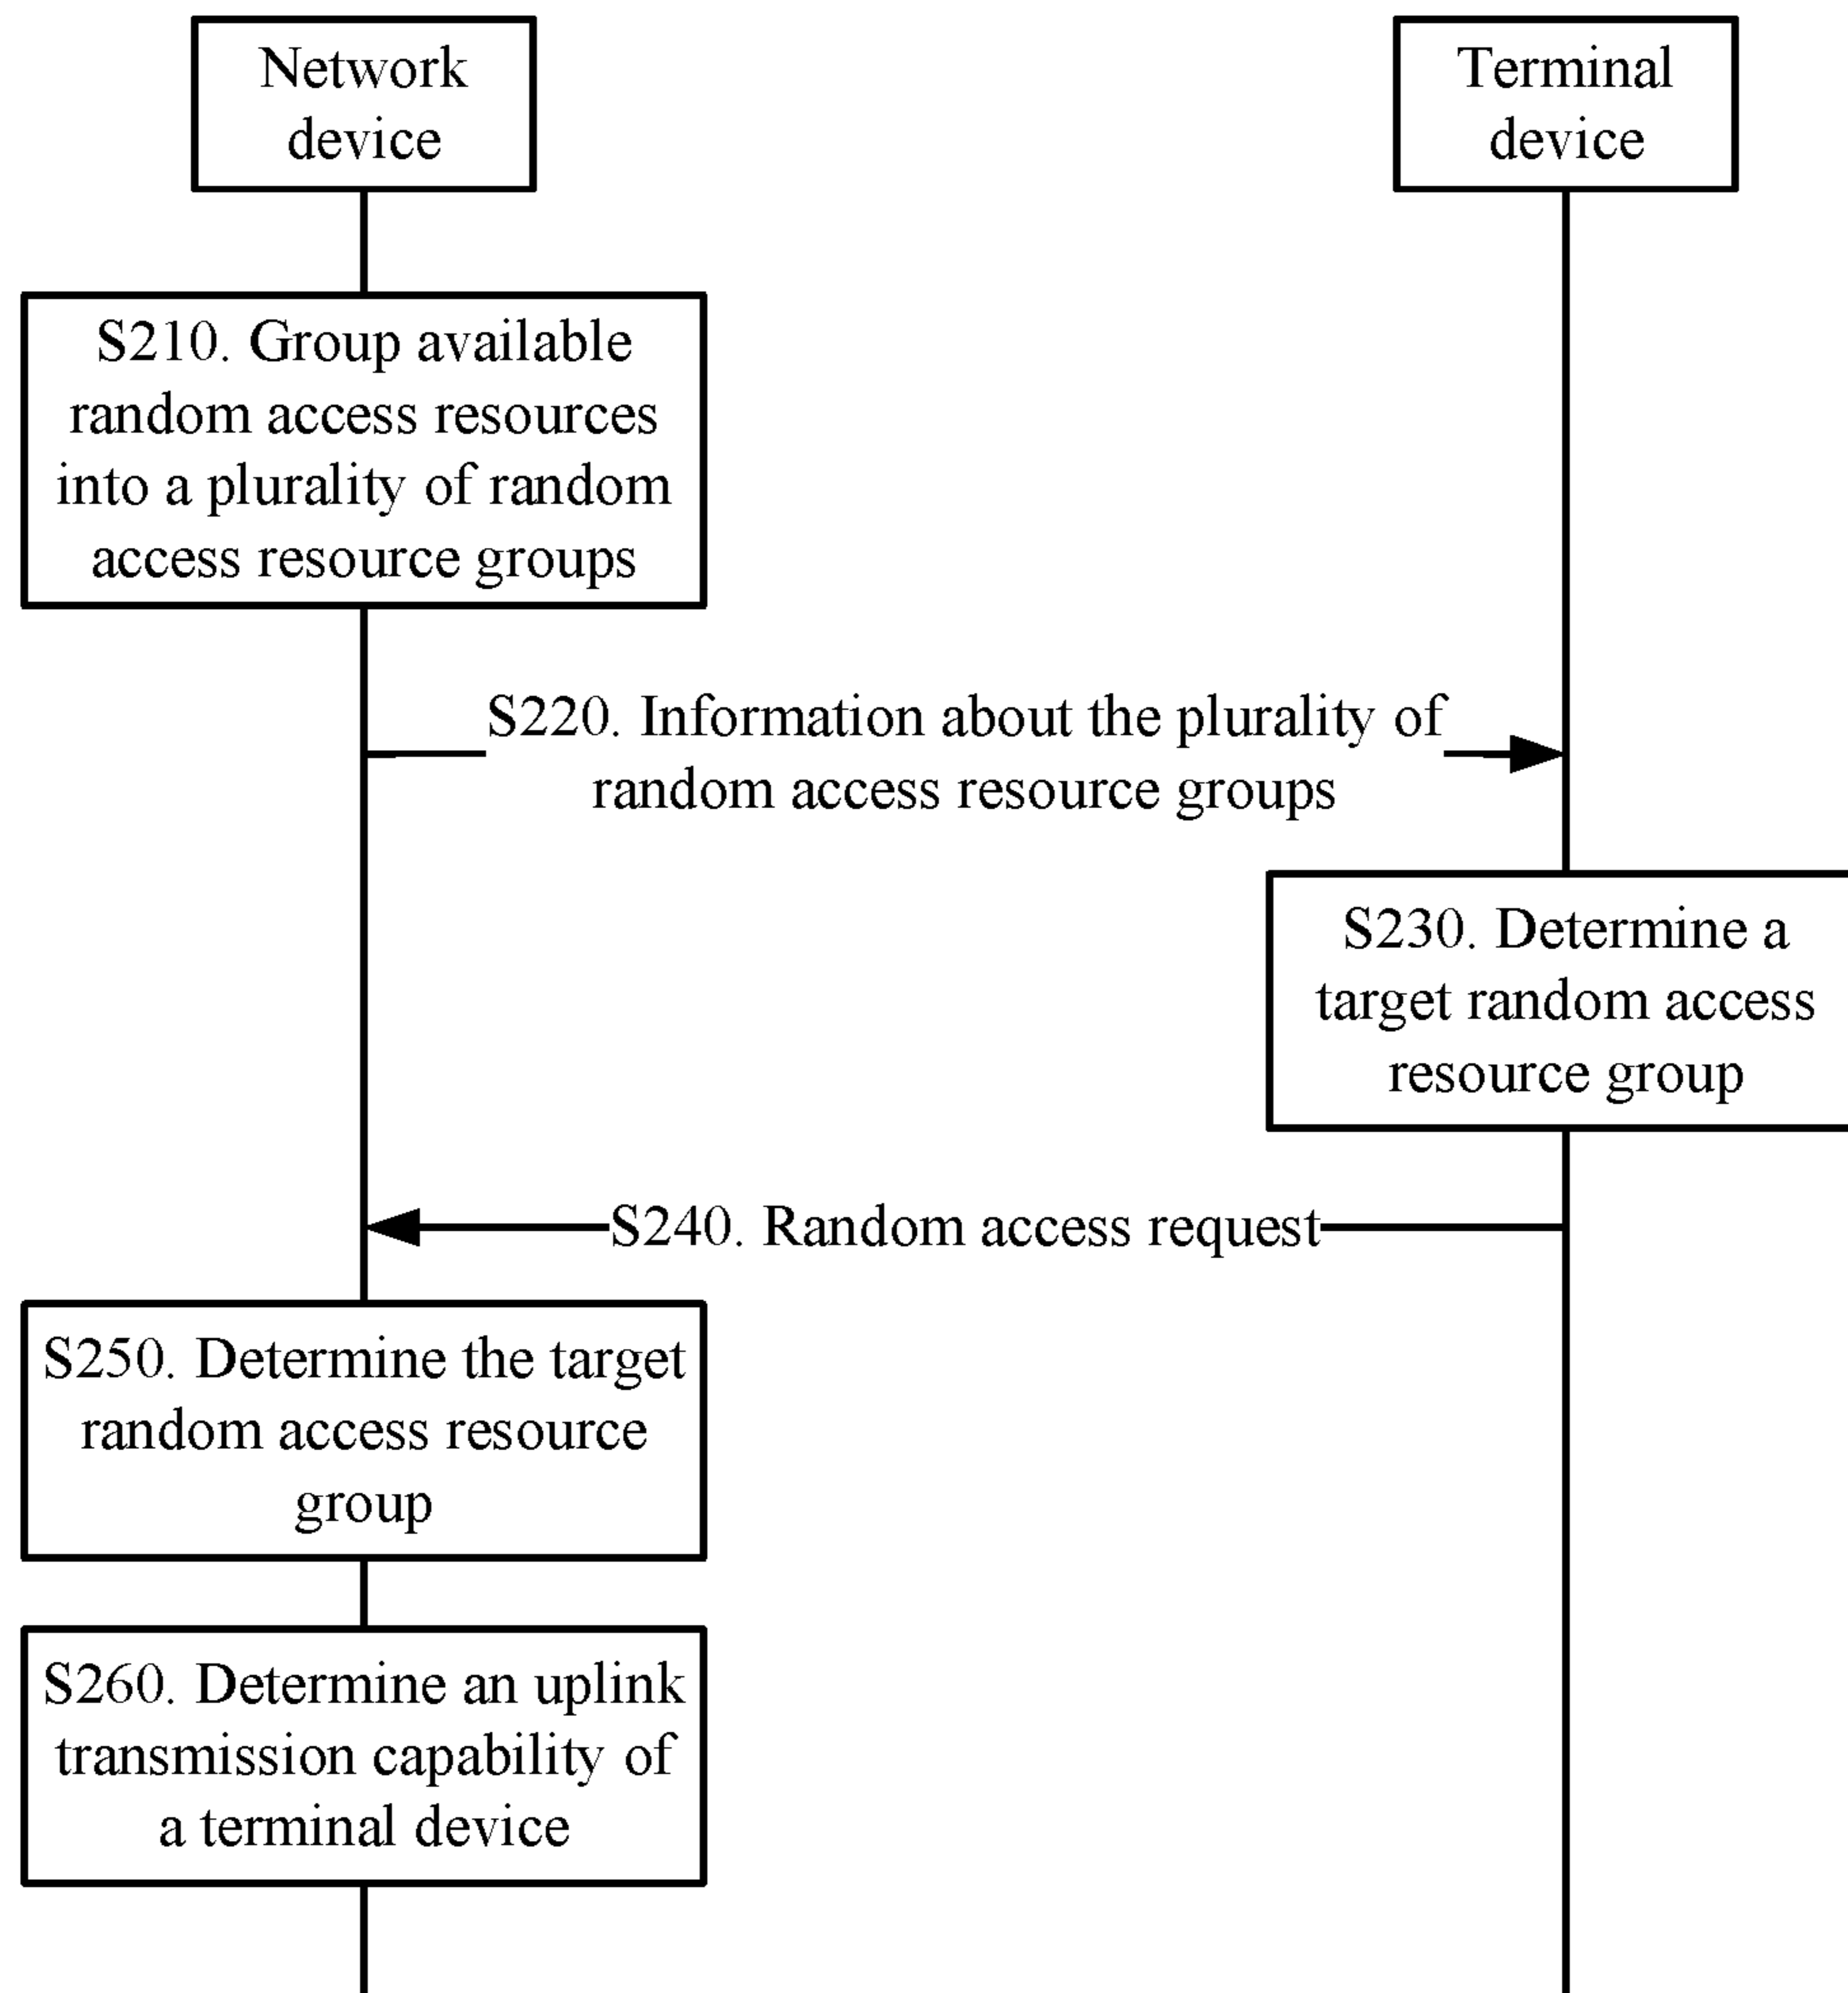 Network
device
Terminal
device
S210. Group available
random access resources
into a plurality of random
access resource groups
S220. Information about the plurality of
random access resource groups
S230. Determine a
target random access
resource group
S240. Random access request
S250. Determine the target
random access resource
group
S260. Determine an uplink
transmission capability of
a terminal device